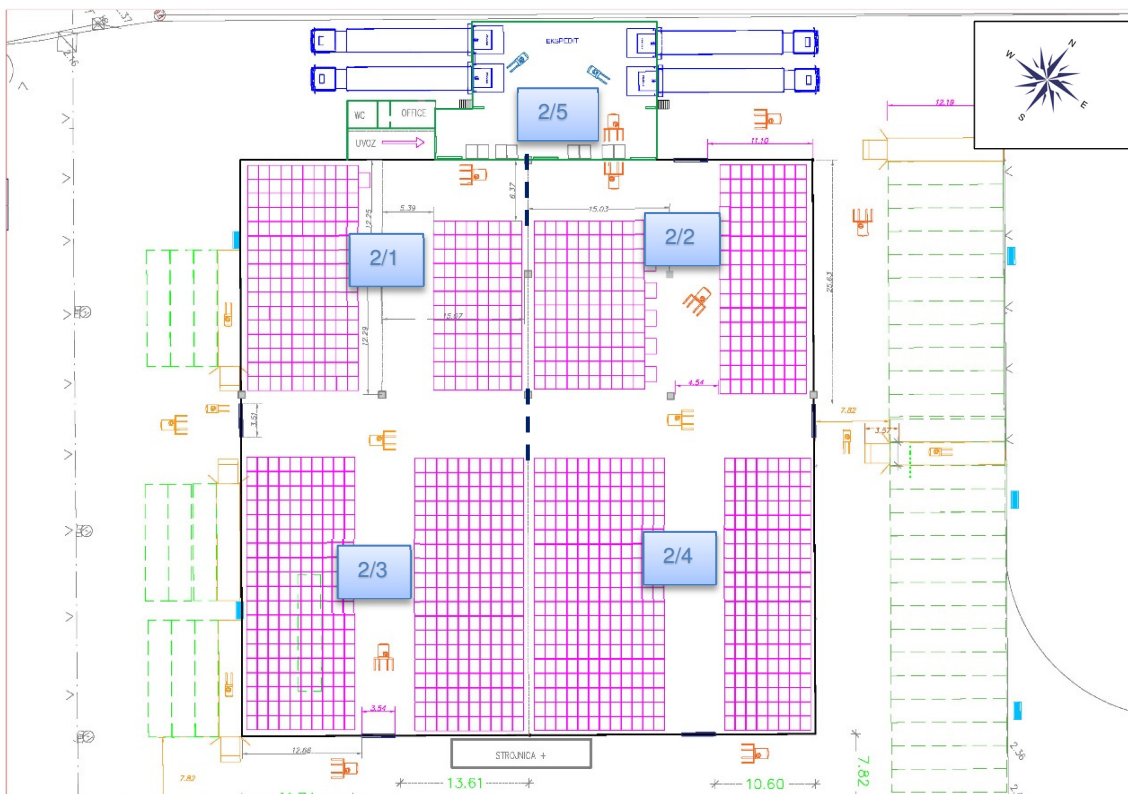 EKSPEDIT
N
W
E
S
2/5
WC
OFFICE
UVOZ
12.19
11.10
6.37
12.25
5.39
15.03
2/1
2/2
25.63
15.67
12.29
4.54
3.51
7.82
3.57
2/3
2/4
3.54
12.66
STROJNICA +
7.82
13.61
10.60
7.82
2.36